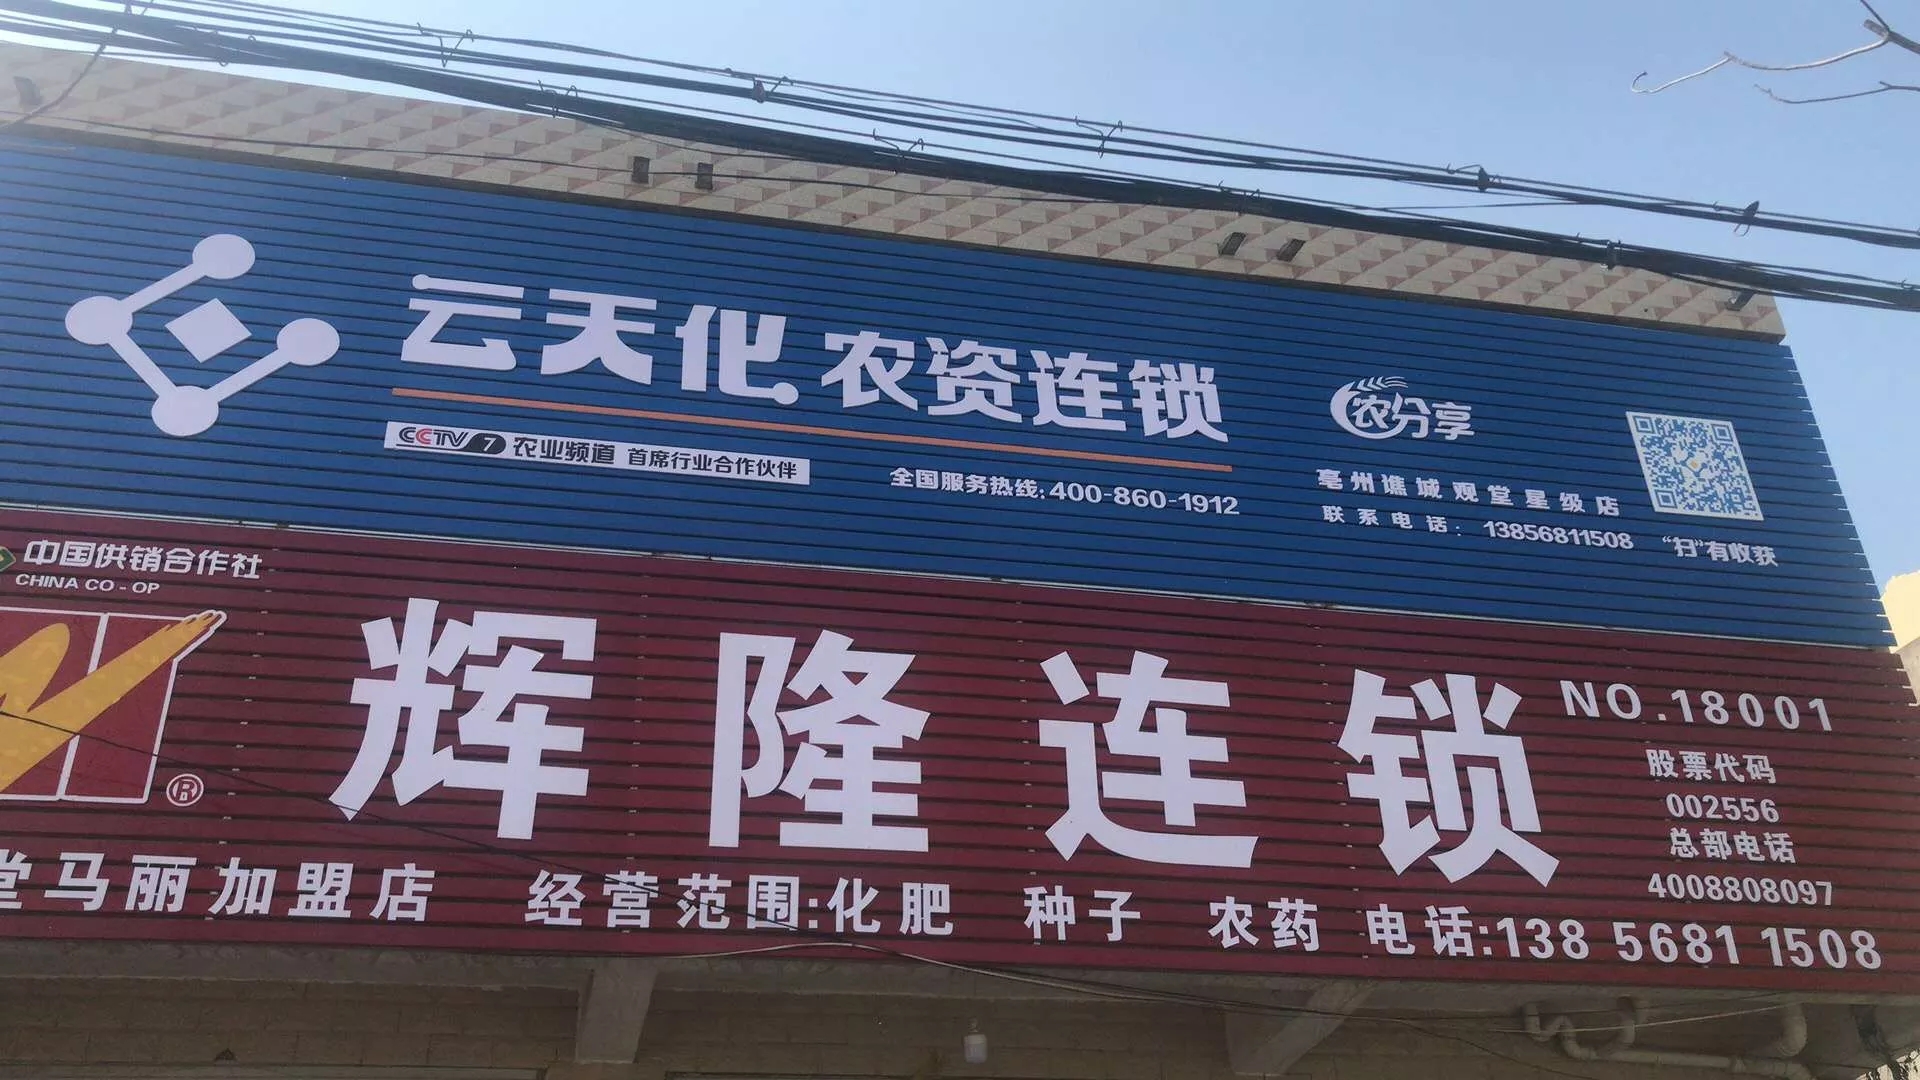 云天化 农资连锁
CCTV 7 农业频道 首席行业合作伙伴
全国服务热线:400-860-1912
农分享
亳州谯城观堂星级店
联系电话: 13856811508
“扫”有收获
中国供销合作社
CHINA CO-OP
®
辉隆连锁
NO.18001
股票代码
002556
总部电话
4008808097
堂马丽加盟店 经营范围:化肥 种子 农药 电话:138 5681 1508